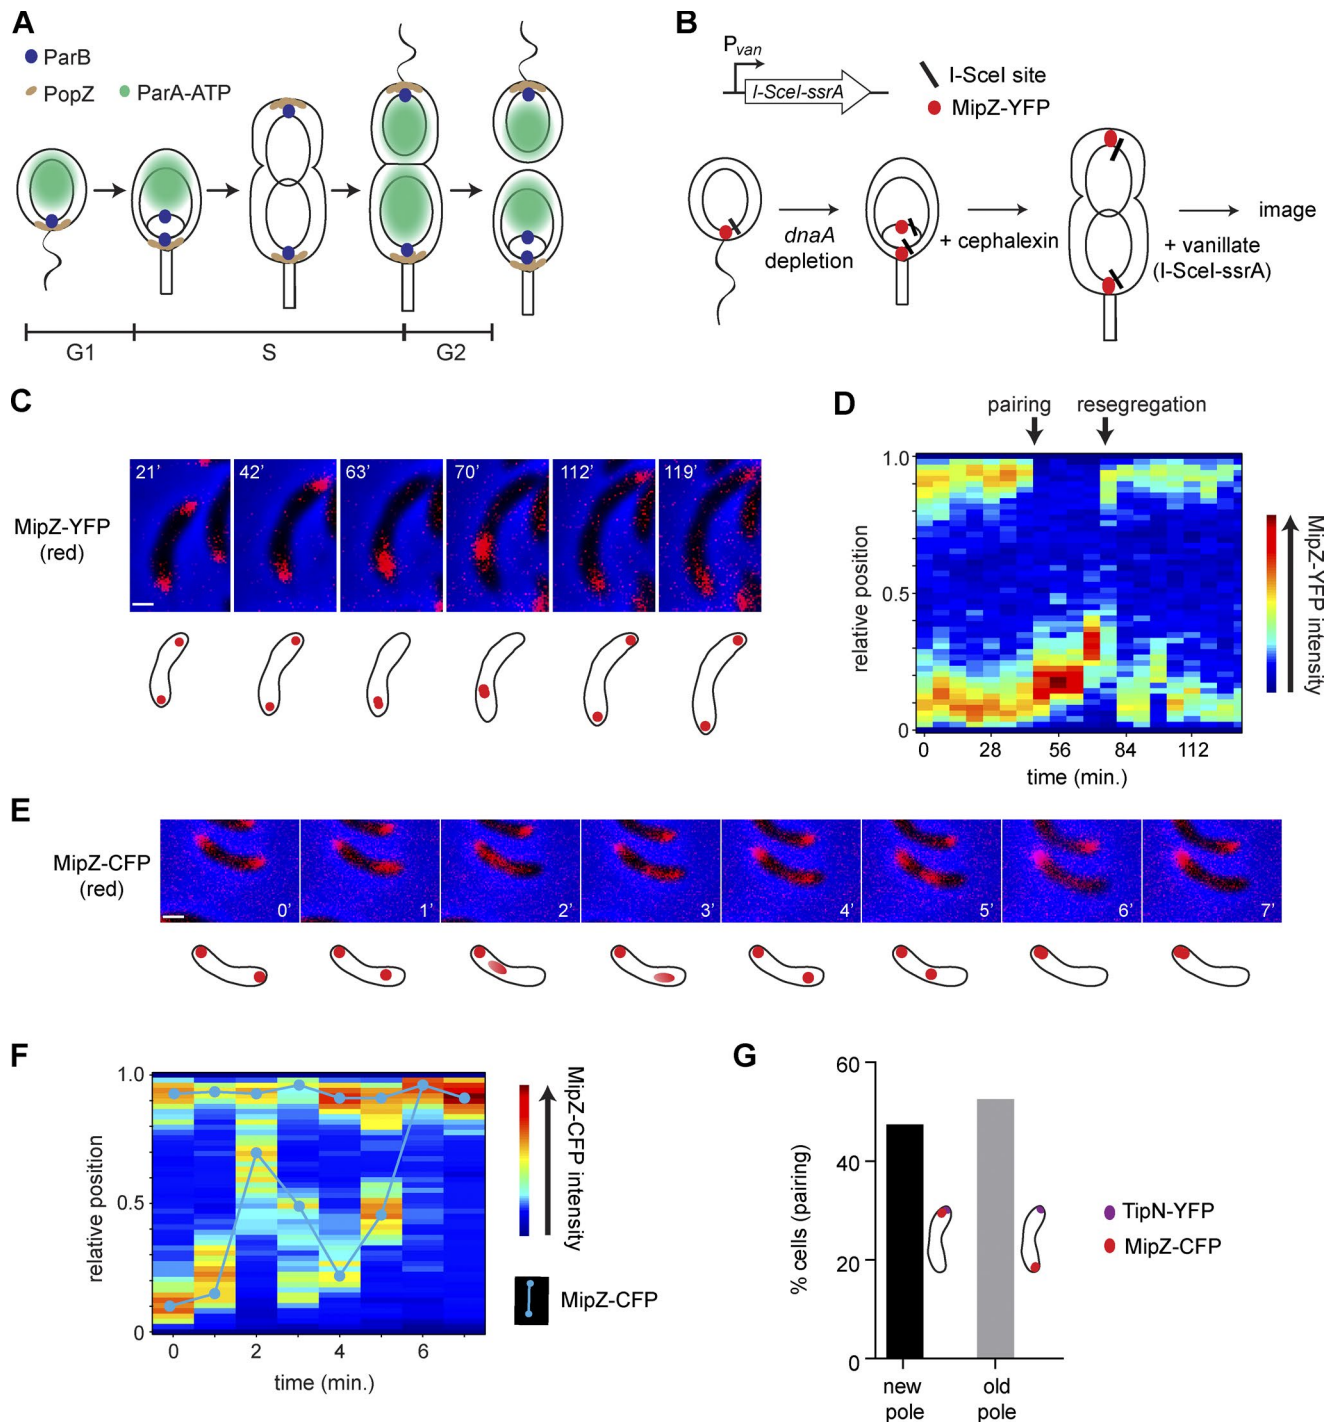 A
ParB
PopZ
ParA-ATP
G1
S
G2
B
Pvan
I-SceI-ssrA
I-SceI site
MipZ-YFP
dnaA
depletion
+ cephalexin
+ vanillate
(I-SceI-ssrA)
image
C
MipZ-YFP
(red)
21'
42'
63'
70'
112'
119'
D
pairing
resegregation
1.0
0.5
0
relative position
0
28
56
84
112
time (min.)
MipZ-YFP intensity
E
MipZ-CFP
(red)
0'
1'
2'
3'
4'
5'
6'
7'
F
1.0
0.5
0
relative position
0
2
4
6
time (min.)
MipZ-CFP intensity
MipZ-CFP
G
60
40
20
0
% cells (pairing)
new
pole
old
pole
TipN-YFP
MipZ-CFP